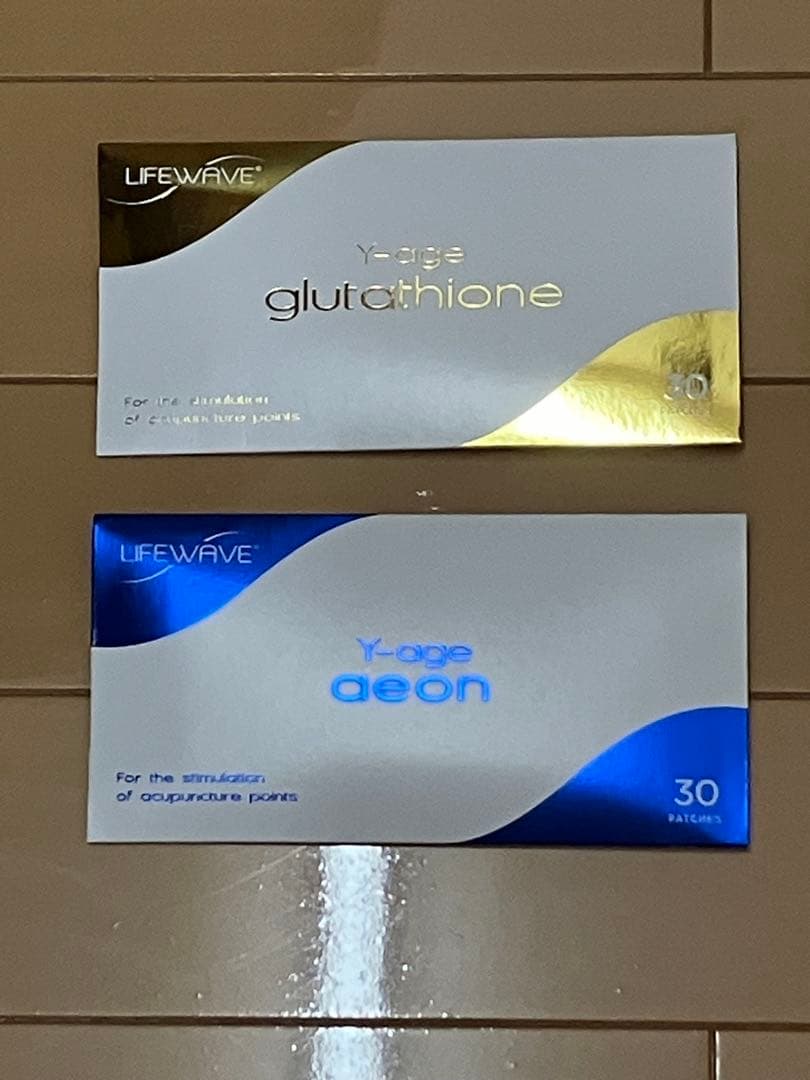 LIFEWAVE®
Y-age
glutathione
For the stimulation
of acupuncture points
30
PATCHES
LIFEWAVE
Y-age
aeon
For the stimulation
of acupuncture points
30
PATCHES